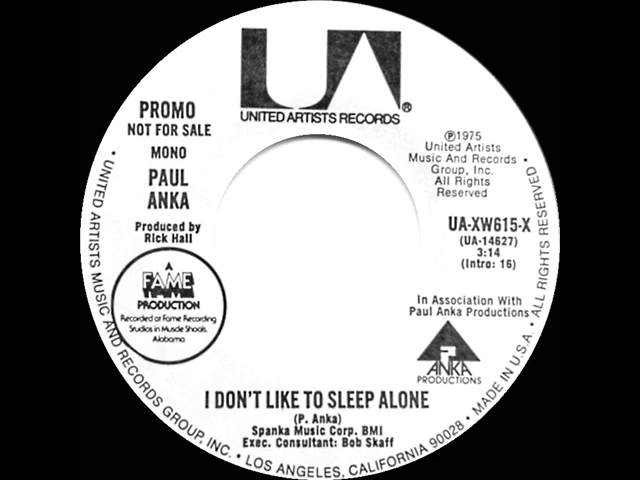 UA
UNITED ARTISTS RECORDS®
PROMO
NOT FOR SALE
MONO
PAUL
ANKA
Produced by
Rick Hall
A
FAME
PRODUCTION
Recorded at Fame Recording
Studios in Muscle Shoals,
Alabama
℗1975
United Artists
Music And Records
Group, Inc.
All Rights
Reserved
UA-XW615-X
(UA-14627)
3:14
(Intro: 16)
In Association With
Paul Anka Productions
ANKA
PRODUCTIONS
I DON'T LIKE TO SLEEP ALONE
(P. Anka)
Spanka Music Corp. BMI
Exec. Consultant: Bob Skaff
• UNITED ARTISTS MUSIC AND RECORDS GROUP, INC. • LOS ANGELES, CALIFORNIA 90028 • MADE IN U.S.A. • ALL RIGHTS RESERVED